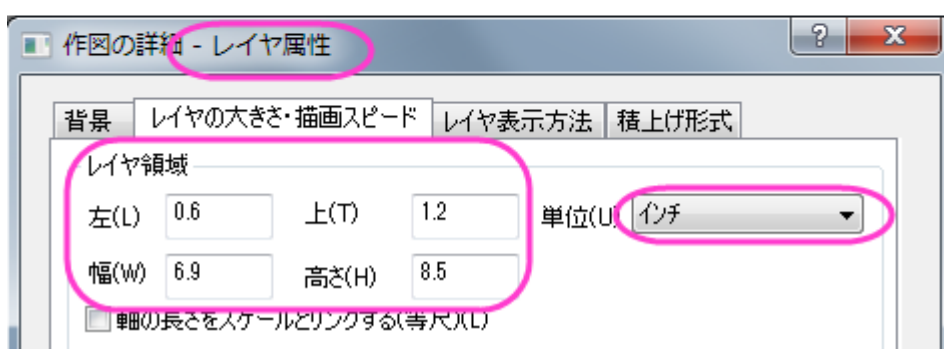 作図の詳細 - レイヤ属性
背景 レイヤの大きさ・描画スピード レイヤ表示方法 積上げ形式
レイヤ領域
左(L) 0.6 上(T) 1.2 単位(U) インチ
幅(W) 6.9 高さ(H) 8.5
軸の長さをスケールとリンクする(等尺)(L)